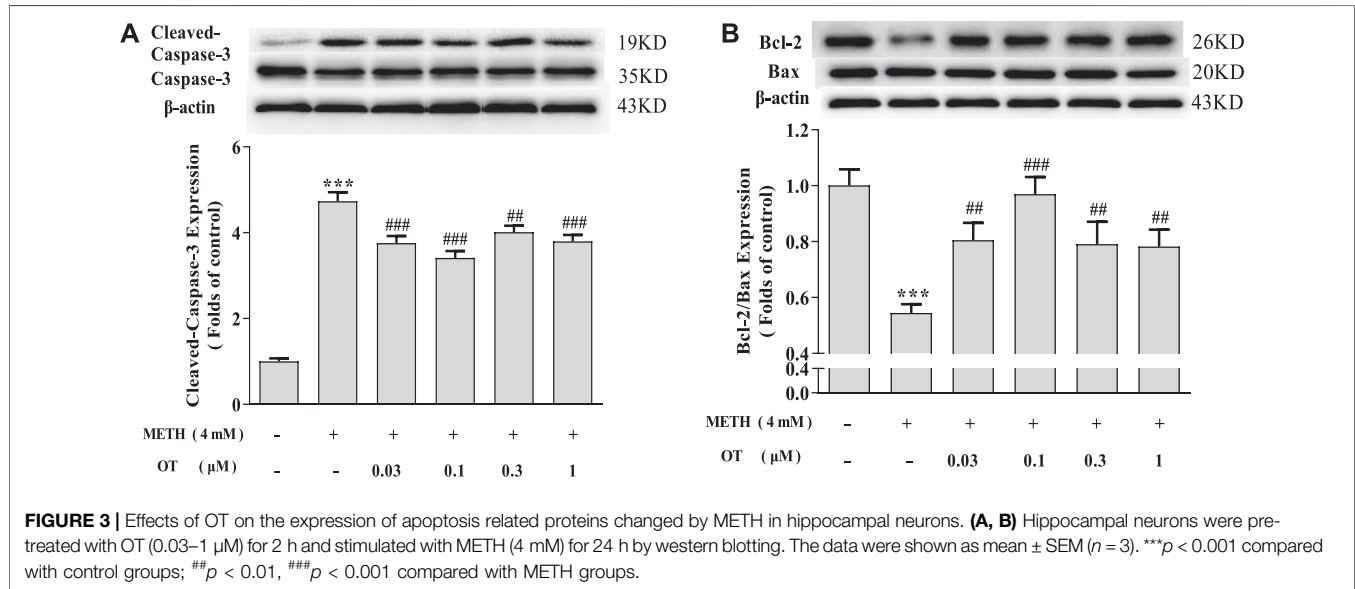 A
Cleaved-
Caspase-3
19KD
Caspase-3
35KD
β-actin
43KD
Cleaved-Caspase-3 Expression
( Folds of control)
6
4
2
0
***
###
###
##
###
METH ( 4 mM ) - + + + + +
OT ( μM ) - - 0.03 0.1 0.3 1
B
Bcl-2
26KD
Bax
20KD
β-actin
43KD
Bcl-2/Bax Expression
( Folds of control)
1.2
1.0
0.8
0.6
0.4
0.4
0.0
***
##
###
##
##
METH ( 4 mM ) - + + + + +
OT ( μM ) - - 0.03 0.1 0.3 1
FIGURE 3 | Effects of OT on the expression of apoptosis related proteins changed by METH in hippocampal neurons. (A, B) Hippocampal neurons were pre-
treated with OT (0.03–1 μM) for 2 h and stimulated with METH (4 mM) for 24 h by western blotting. The data were shown as mean ± SEM (n = 3). ***p < 0.001 compared
with control groups; ##p < 0.01, ###p < 0.001 compared with METH groups.